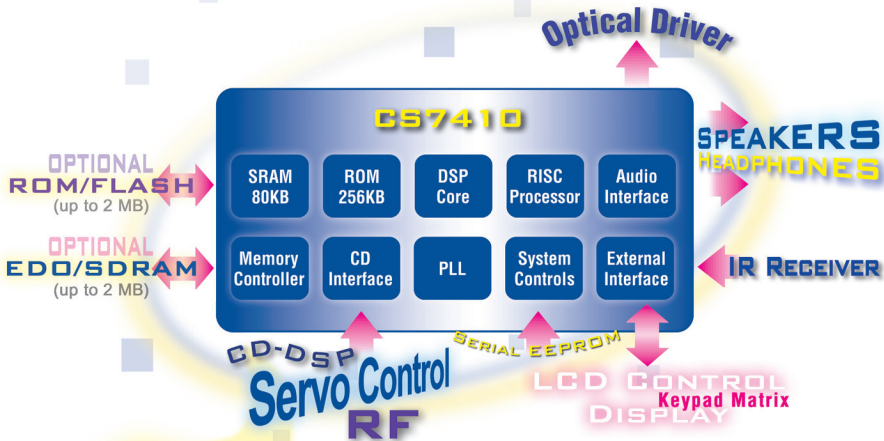 Optical Driver
CS7410
SPEAKERS
HEADPHONES
OPTIONAL
ROM/FLASH
(up to 2 MB)
SRAM
80KB
ROM
256KB
DSP
Core
RISC
Processor
Audio
Interface
OPTIONAL
EDO/SDRAM
(up to 2 MB)
Memory
Controller
CD
Interface
PLL
System
Controls
External
Interface
IR RECEIVER
CD-DSP
Servo Control
RF
SERIAL EEPROM
LCD CONTROL
Keypad Matrix
DISPLAY